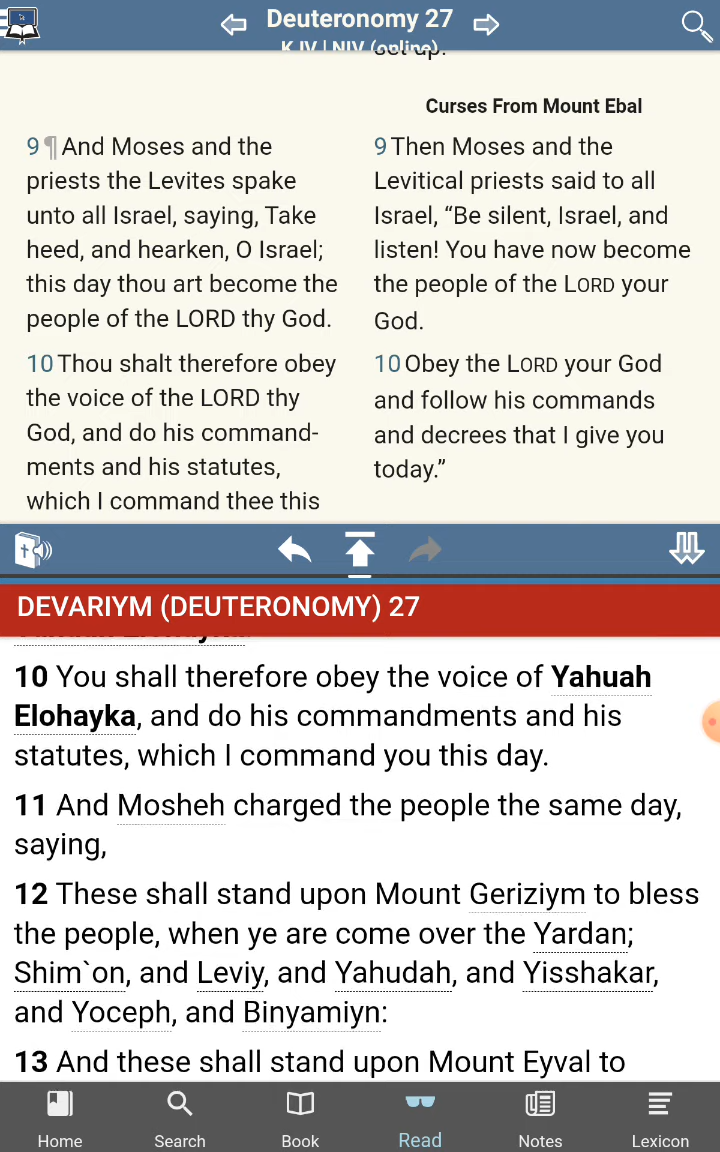 Deuteronomy 27
KJV | NIV (online)
set up.
Curses From Mount Ebal
9 ¶ And Moses and the
priests the Levites spake
unto all Israel, saying, Take
heed, and hearken, O Israel;
this day thou art become the
people of the LORD thy God.
10 Thou shalt therefore obey
the voice of the LORD thy
God, and do his command-
ments and his statutes,
which I command thee this
9 Then Moses and the
Levitical priests said to all
Israel, “Be silent, Israel, and
listen! You have now become
the people of the LORD your
God.
10 Obey the LORD your God
and follow his commands
and decrees that I give you
today.”
DEVARIYM (DEUTERONOMY) 27
10 You shall therefore obey the voice of Yahuah
Elohayka, and do his commandments and his
statutes, which I command you this day.
11 And Mosheh charged the people the same day,
saying,
12 These shall stand upon Mount Geriziym to bless
the people, when ye are come over the Yardan;
Shim`on, and Leviy, and Yahudah, and Yisshakar,
and Yoceph, and Binyamiyn:
13 And these shall stand upon Mount Eyval to
Home Search Book Read Notes Lexicon